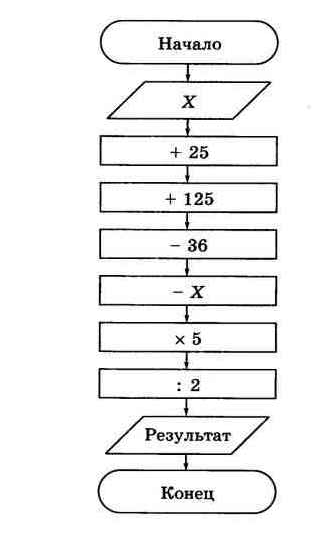 Начало
X
+ 25
+ 125
− 36
− X
× 5
: 2
Результат
Конец